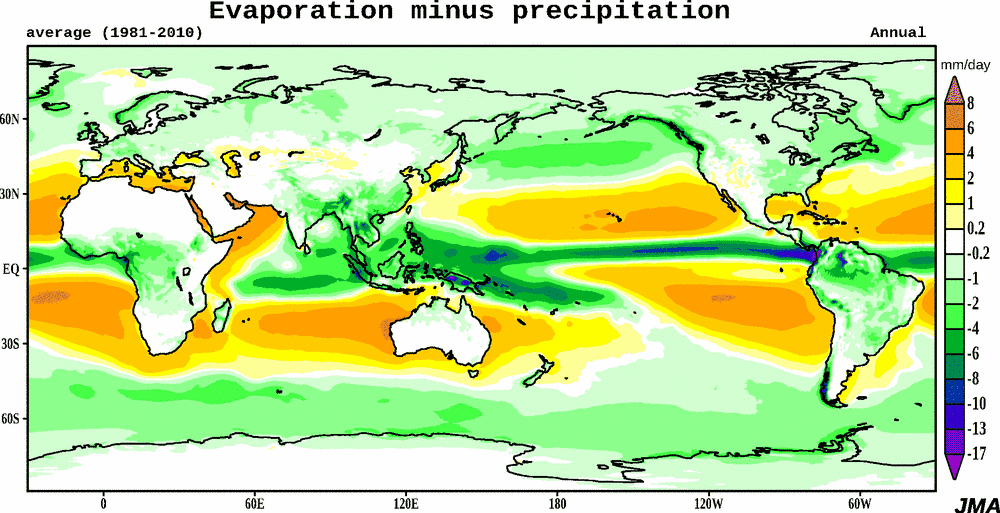 Evaporation minus precipitation
average (1981-2010)
Annual
mm/day
8
6
4
2
1
0.2
-0.2
-1
-2
-4
-6
-8
-10
-13
-17
60N
30N
EQ
30S
60S
0
60E
120E
180
120W
60W
JMA